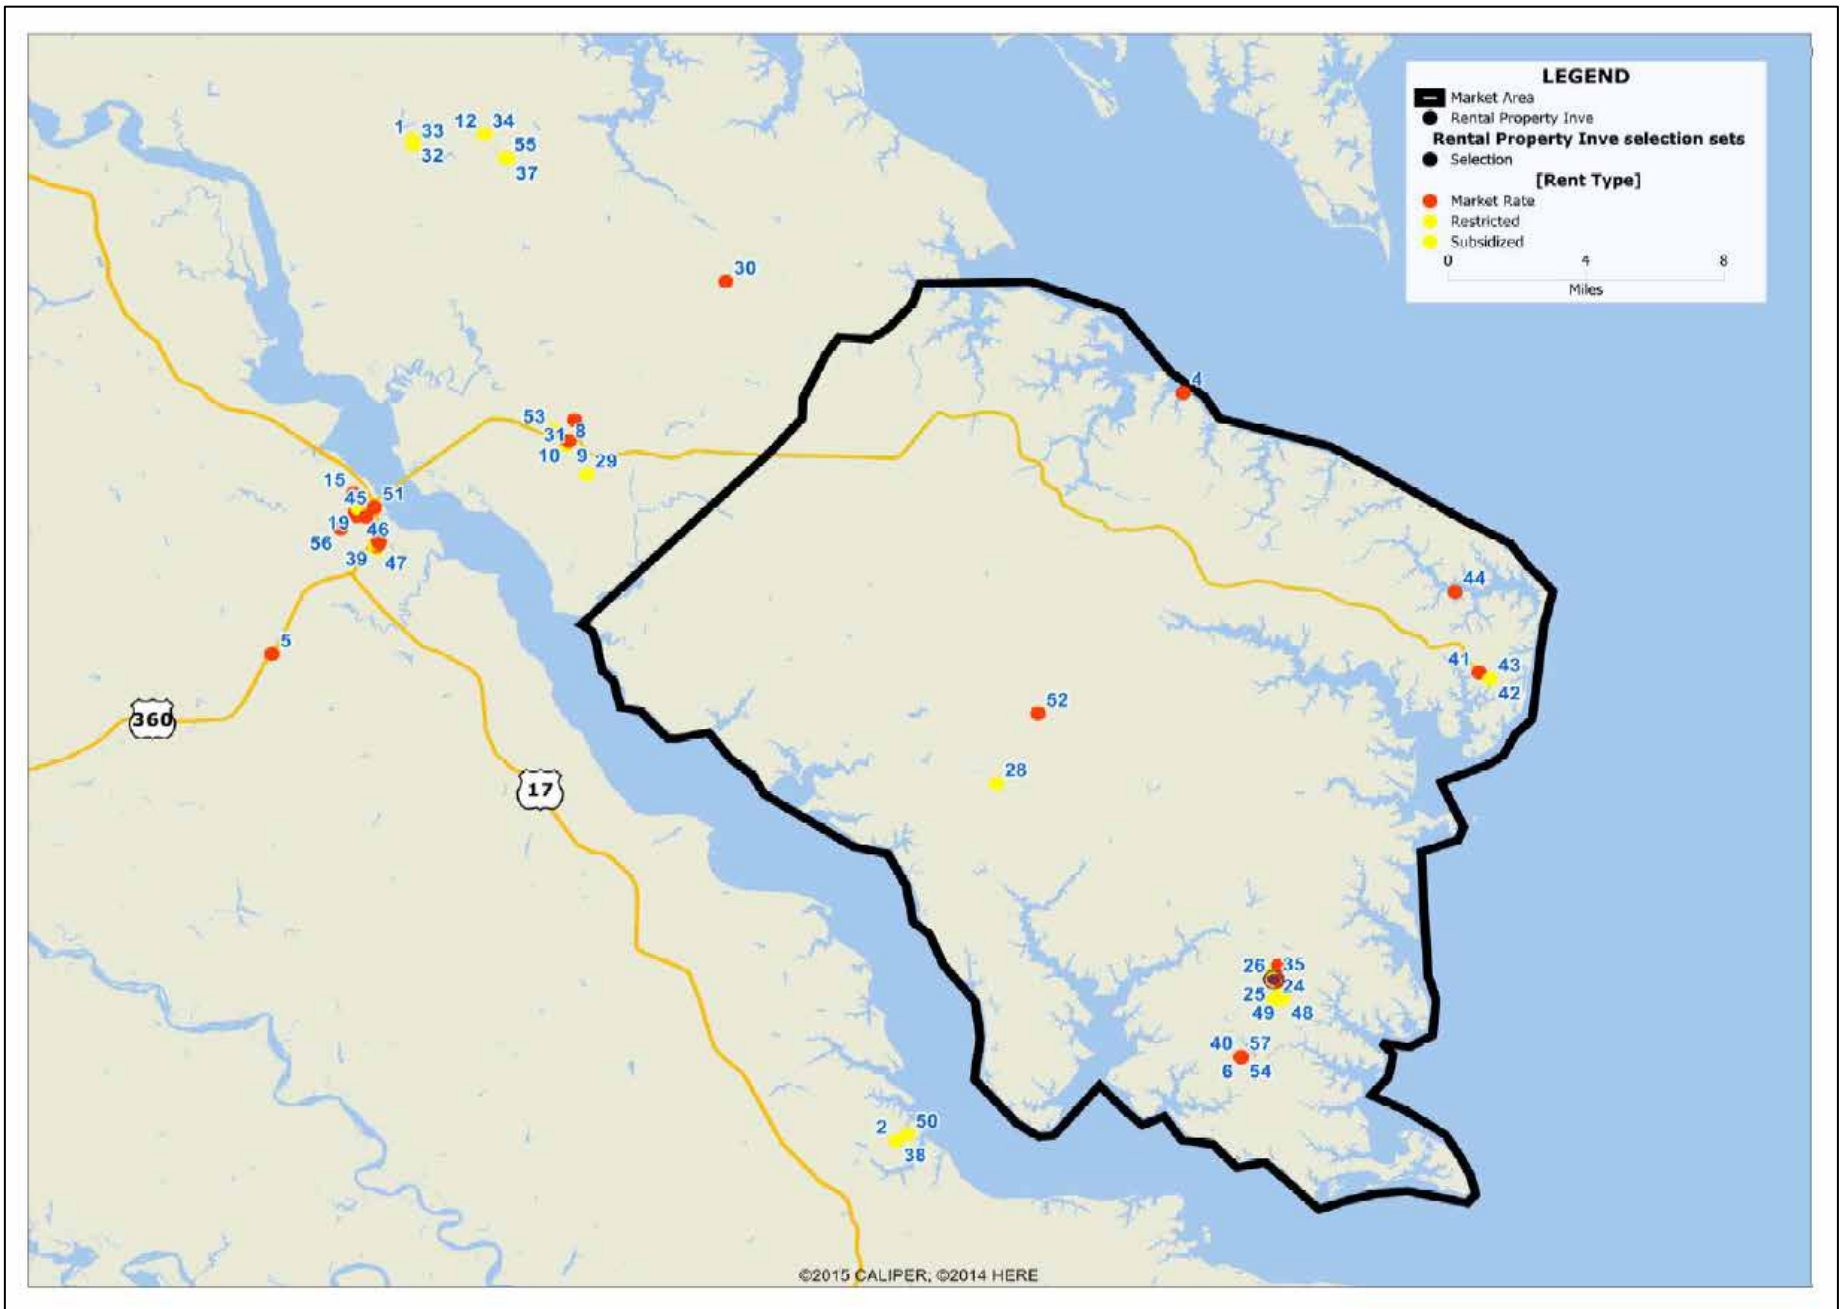 LEGEND
Market Area
Rental Property Inve
Rental Property Inve selection sets
Selection
[Rent Type]
Market Rate
Restricted
Subsidized
0 4 8
Miles
1 33 12 34
32 55
37
30
4
53
31 8
10 9 29
15 51
45
19 46
56
39 47
44
5
41 43
42
52
360
28
17
26 35
25 24
49 48
40 57
6 54
2 50
38
©2015 CALIPER; ©2014 HERE